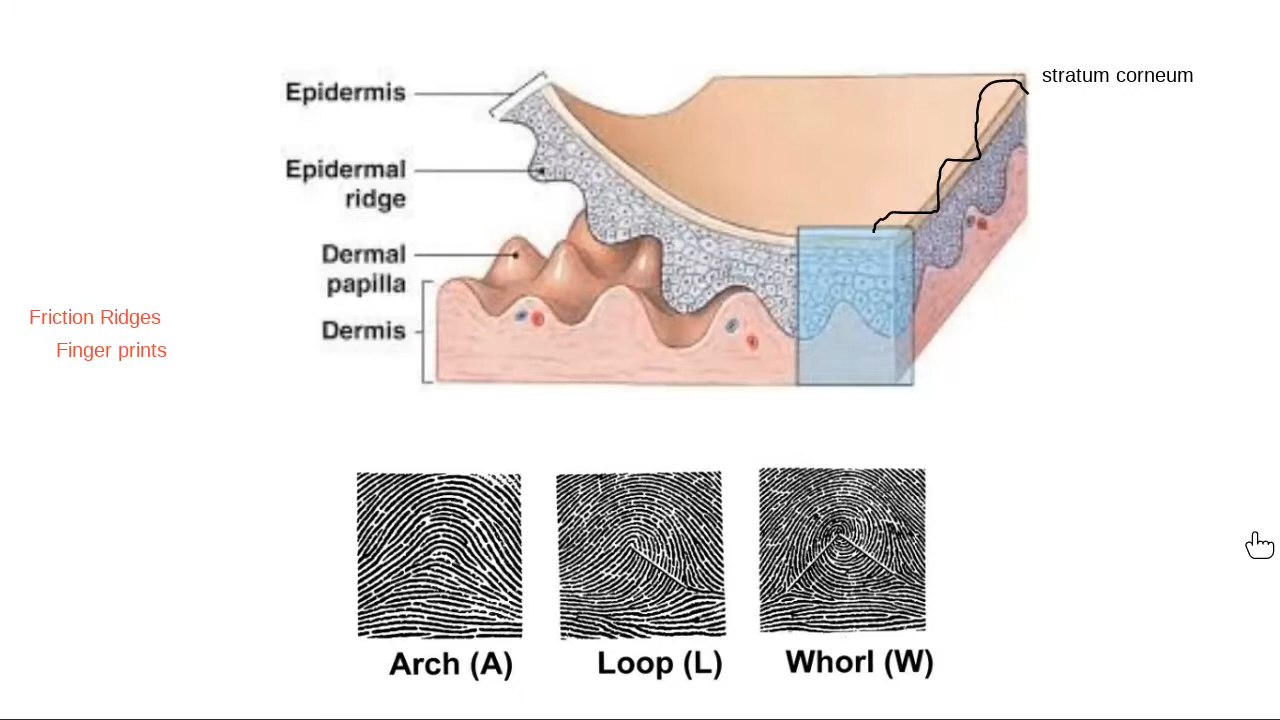 stratum corneum
Epidermis
Epidermal
ridge
Dermal
papilla
Dermis
Friction Ridges
Finger prints
Arch (A)
Loop (L)
Whorl (W)